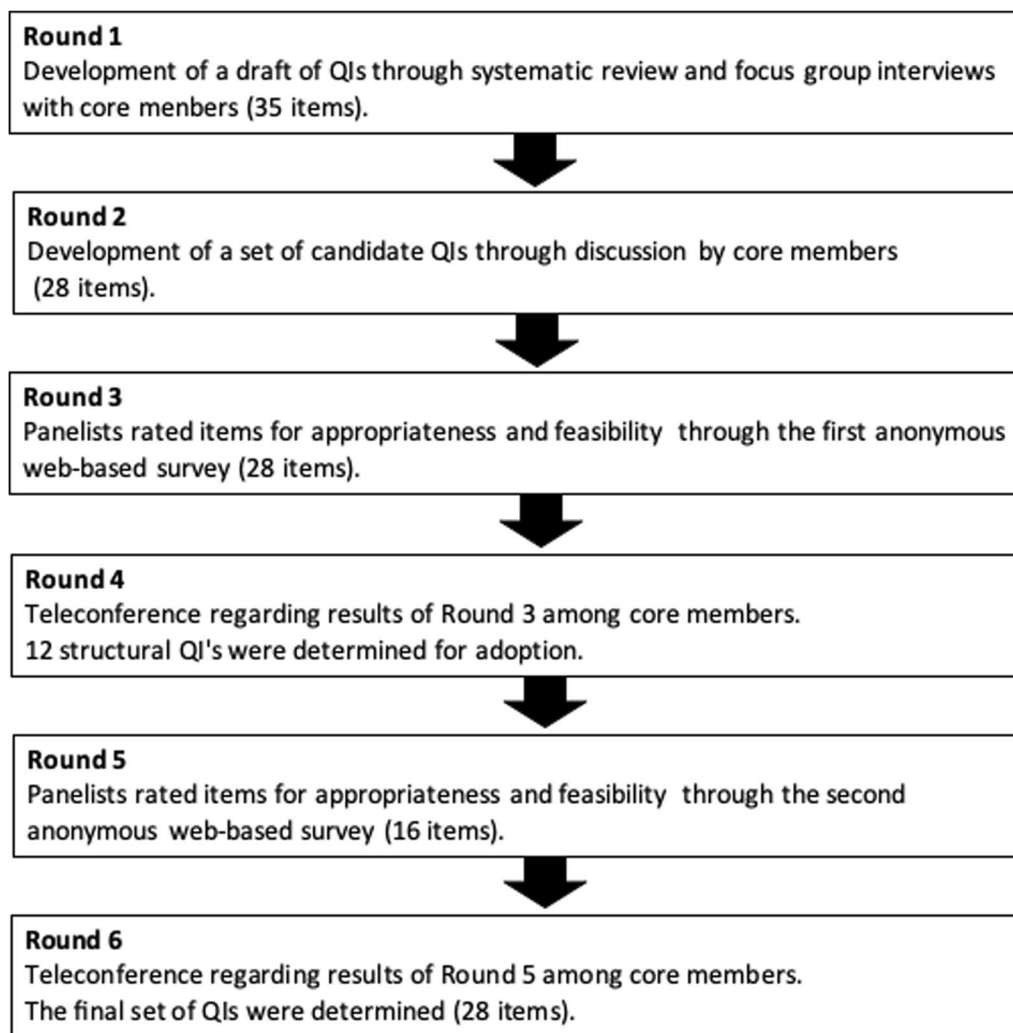 Round 1
Development of a draft of QIs through systematic review and focus group interviews
with core menbers (35 items).
Round 2
Development of a set of candidate QIs through discussion by core members
(28 items).
Round 3
Panelists rated items for appropriateness and feasibility through the first anonymous
web-based survey (28 items).
Round 4
Teleconference regarding results of Round 3 among core members.
12 structural QI's were determined for adoption.
Round 5
Panelists rated items for appropriateness and feasibility through the second
anonymous web-based survey (16 items).
Round 6
Teleconference regarding results of Round 5 among core members.
The final set of QIs were determined (28 items).